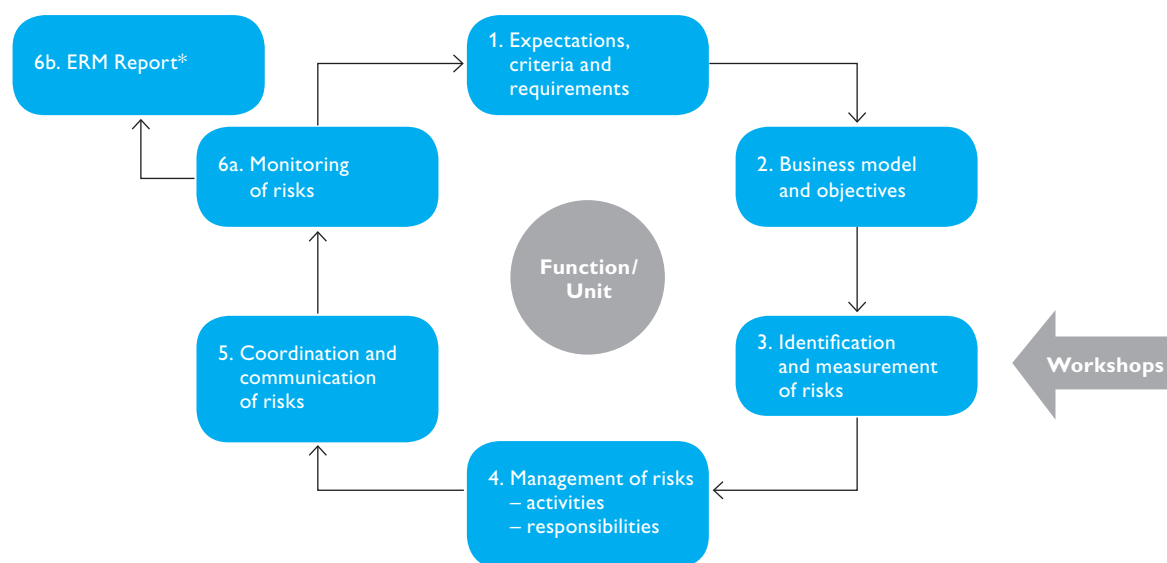 6b. ERM Report*
1. Expectations,
criteria and
requirements
6a. Monitoring
of risks
2. Business model
and objectives
Function/
Unit
5. Coordination and
communication
of risks
3. Identification
and measurement
of risks
Workshops
4. Management of risks
– activities
– responsibilities